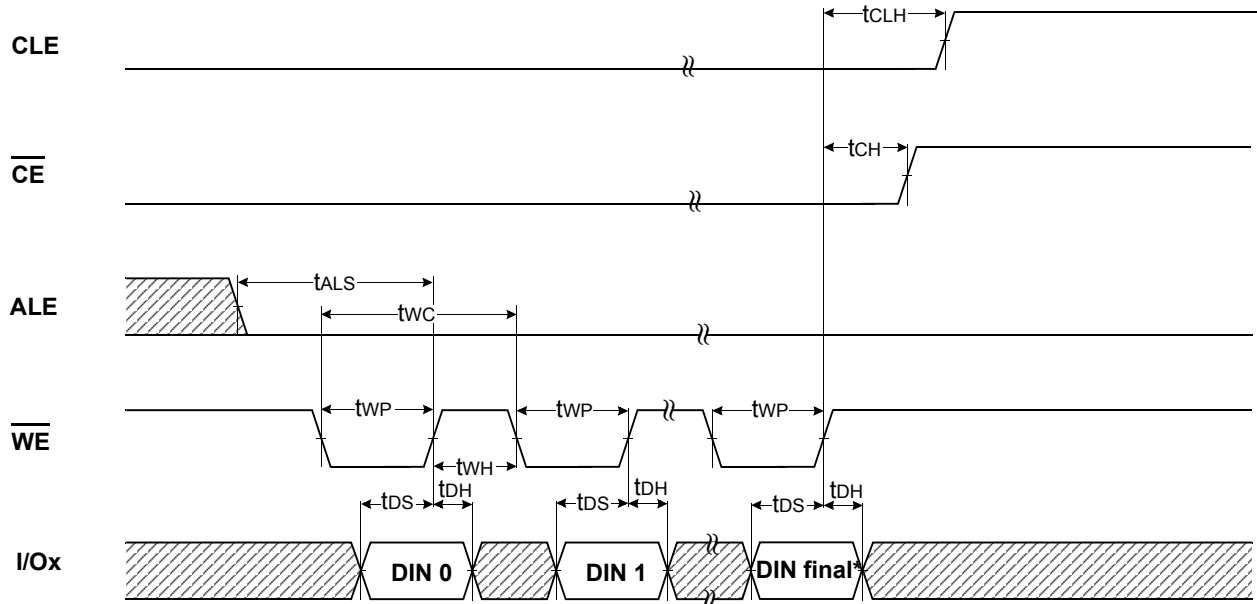 tCLH
CLE
tCH
CE
tALS
ALE
tWC
tWP
tWP
tWP
WE
tWH
tDH
tDH
tDH
tDS
tDS
tDS
I/Ox
DIN 0
DIN 1
DIN final*